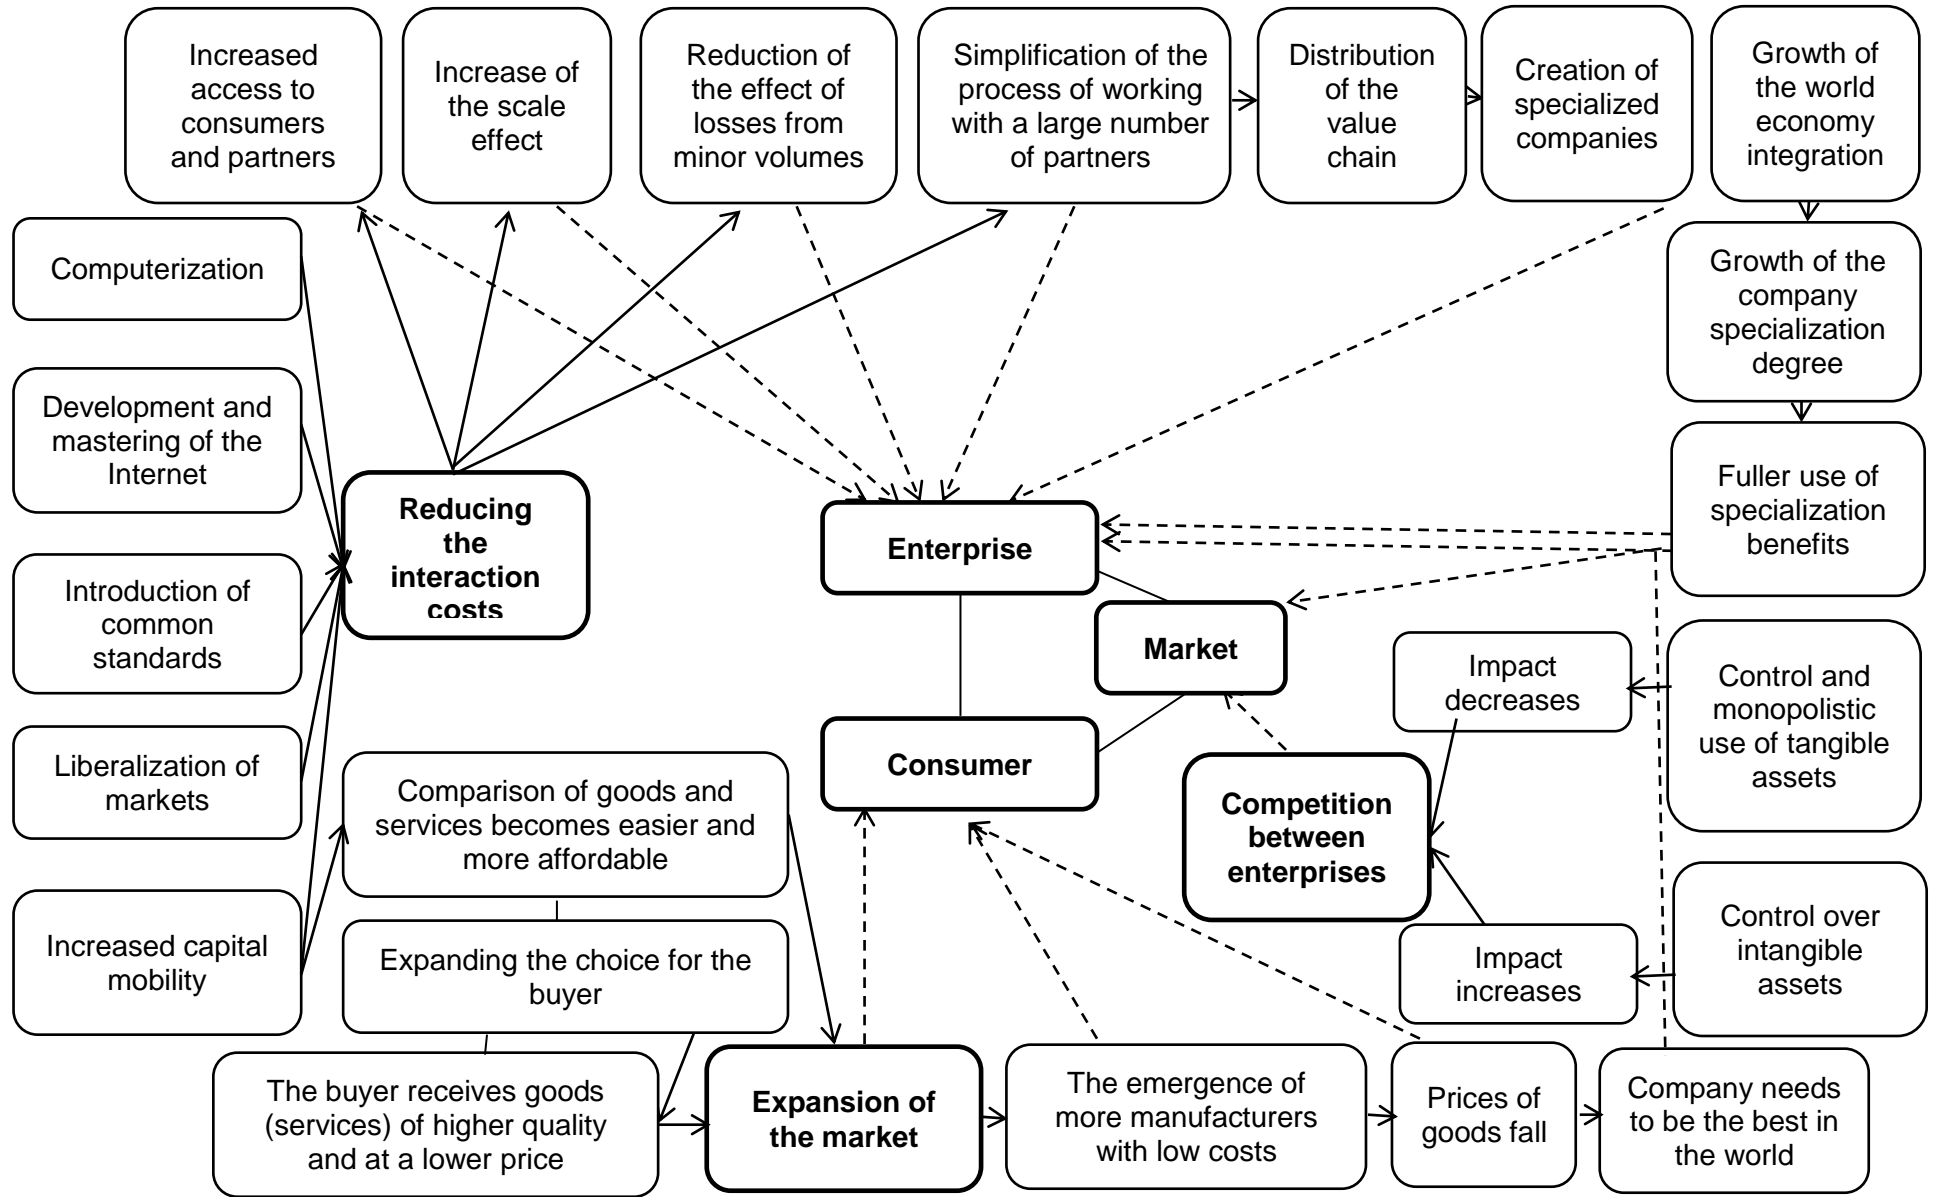 Increased
access to
consumers
and partners
Increase of
the scale
effect
Reduction of
the effect of
losses from
minor volumes
Simplification of the
process of working
with a large number
of partners
Distribution
of the
value
chain
Creation of
specialized
companies
Growth of
the world
economy
integration
Computerization
Growth of the
company
specialization
degree
Development and
mastering of the
Internet
Fuller use of
specialization
benefits
Reducing
the
interaction
costs
Enterprise
Introduction of
common
standards
Market
Impact
decreases
Control and
monopolistic
use of tangible
assets
Liberalization of
markets
Comparison of goods and
services becomes easier and
more affordable
Consumer
Competition
between
enterprises
Increased capital
mobility
Expanding the choice for the
buyer
Impact
increases
Control over
intangible
assets
The buyer receives goods
(services) of higher quality
and at a lower price
Expansion of
the market
The emergence of
more manufacturers
with low costs
Prices of
goods fall
Company needs
to be the best in
the world